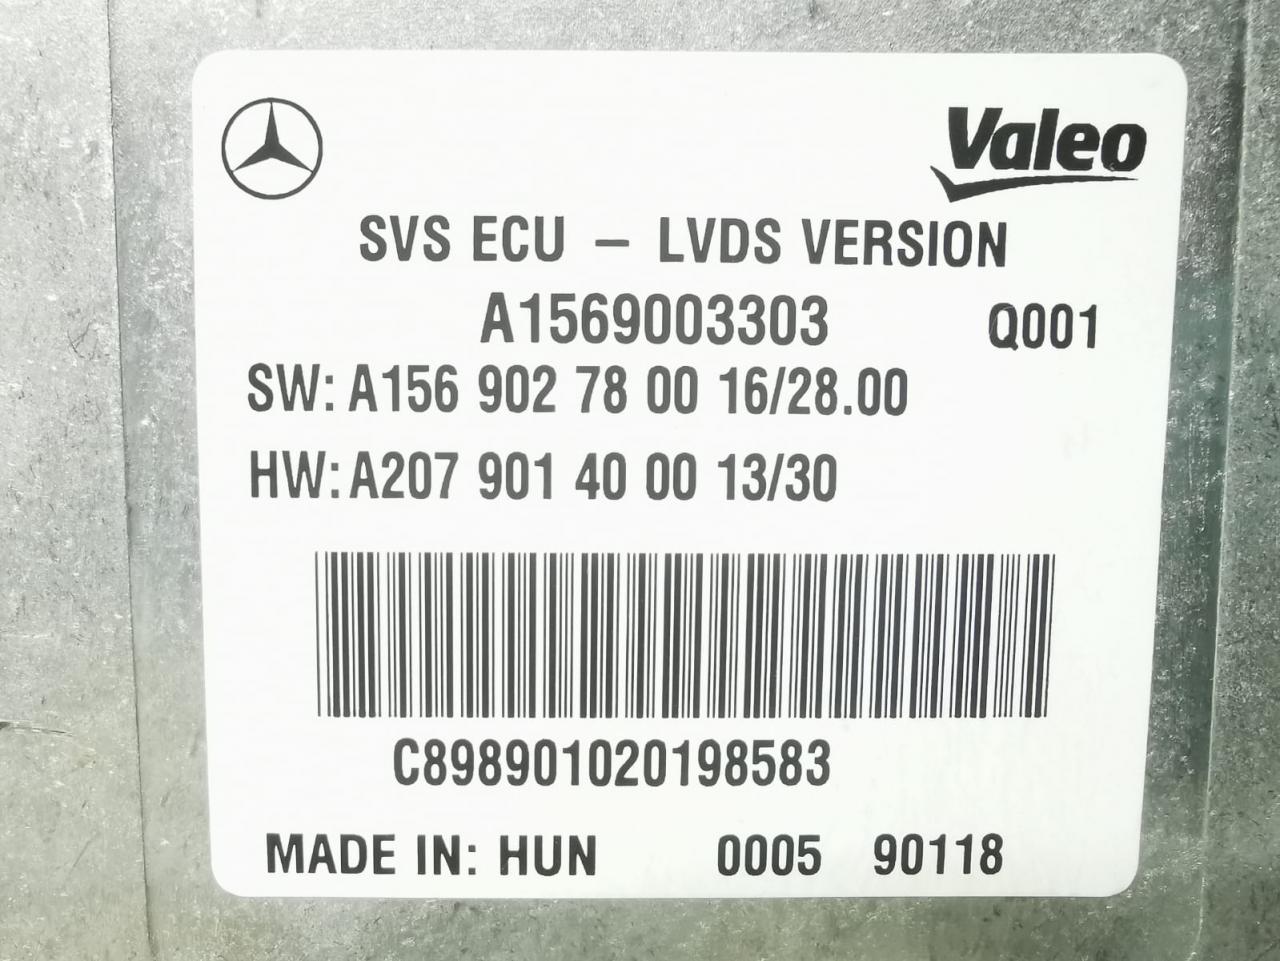 Valeo
SVS ECU – LVDS VERSION
A1569003303 Q001
SW: A156 902 78 00 16/28.00
HW: A207 901 40 00 13/30
C898901020198583
MADE IN: HUN 0005 90118